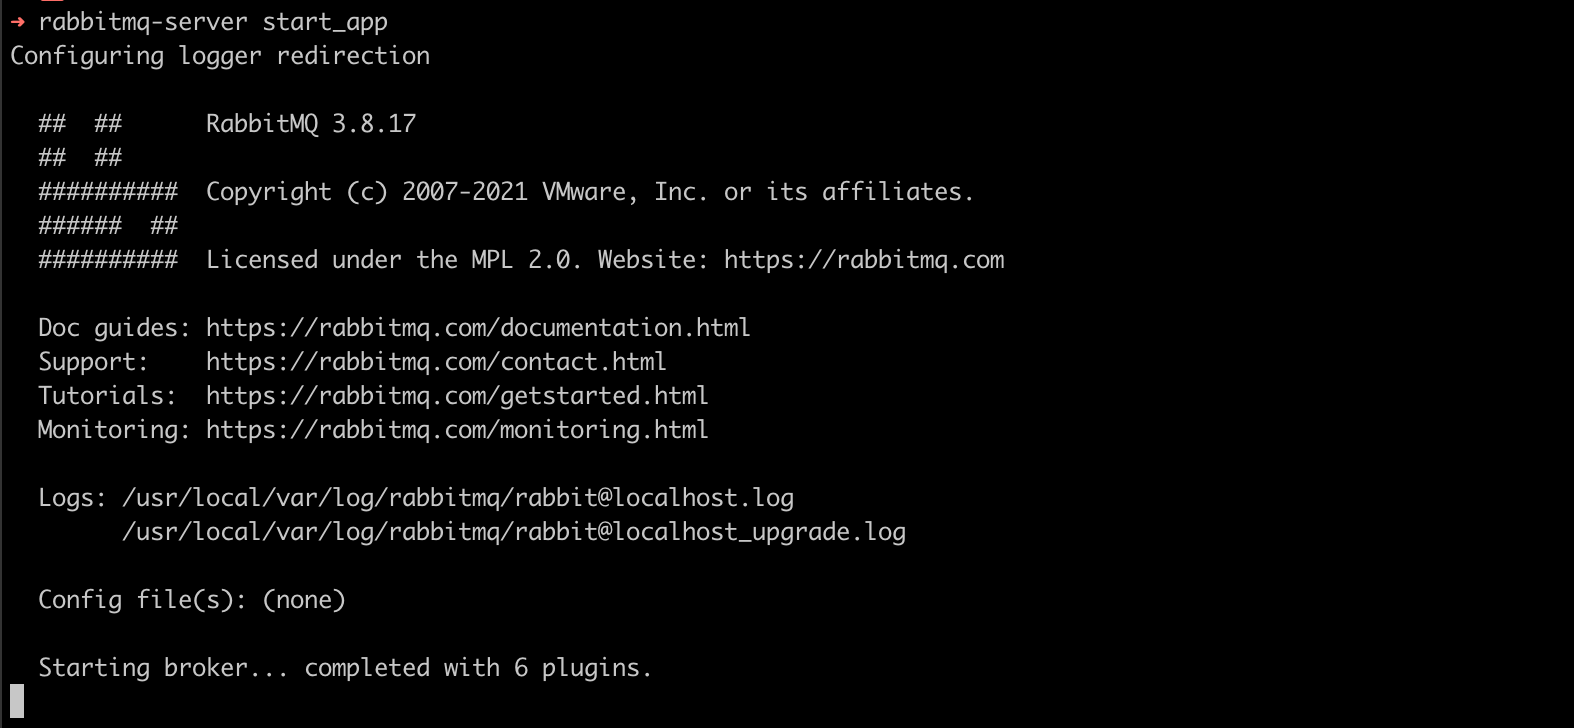 ➜ rabbitmq-server start_app
Configuring logger redirection
  ##  ##      RabbitMQ 3.8.17
  ##  ##
  ##########  Copyright (c) 2007-2021 VMware, Inc. or its affiliates.
  ######  ##
  ##########  Licensed under the MPL 2.0. Website: https://rabbitmq.com
  Doc guides: https://rabbitmq.com/documentation.html
  Support:    https://rabbitmq.com/contact.html
  Tutorials:  https://rabbitmq.com/getstarted.html
  Monitoring: https://rabbitmq.com/monitoring.html
  Logs: /usr/local/var/log/rabbitmq/rabbit@localhost.log
        /usr/local/var/log/rabbitmq/rabbit@localhost_upgrade.log
  Config file(s): (none)
  Starting broker... completed with 6 plugins.